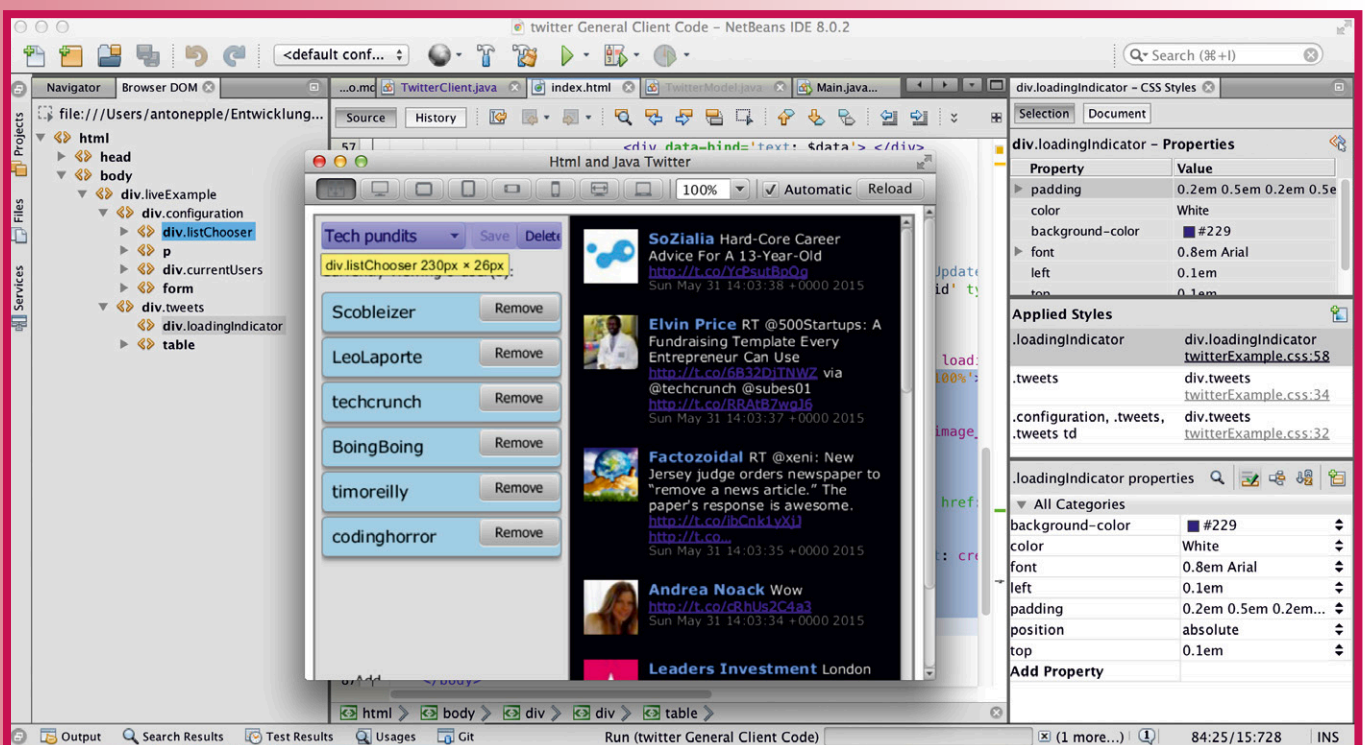 twitter General Client Code – NetBeans IDE 8.0.2
<default conf...
Search (⌘+I)
Projects
Files
Services
Navigator
Browser DOM
file:///Users/antonepple/Entwicklung...
html
head
body
div.liveExample
div.configuration
div.listChooser
p
div.currentUsers
form
div.tweets
div.loadingIndicator
table
...o.md
TwitterClient.java
index.html
TwitterModel.java
Main.java...
Source
History
57
<div data-bind='text: $data'> </div>
Html and Java Twitter
100%
Automatic
Reload
Tech pundits
Save
Delete
div.listChooser 230px × 26px
Scobleizer
Remove
LeoLaporte
Remove
techcrunch
Remove
BoingBoing
Remove
timoreilly
Remove
codinghorror
Remove
Add
SoZialia Hard-Core Career
Advice For A 13-Year-Old
http://t.co/YcPsutBpOg
Sun May 31 14:03:38 +0000 2015
Elvin Price RT @500Startups: A
Fundraising Template Every
Entrepreneur Can Use
http://t.co/6B32DjTNWZ via
@techcrunch @subes01
http://t.co/RRAtB7wqJ6
Sun May 31 14:03:37 +0000 2015
Factozoidal RT @xeni: New
Jersey judge orders newspaper to
“remove a news article.” The
paper's response is awesome.
http://t.co/ibCnk1yXjJ
http://t.co...
Sun May 31 14:03:35 +0000 2015
Andrea Noack Wow
http://t.co/cRhUs2C4a3
Sun May 31 14:03:34 +0000 2015
Leaders Investment London
Update
id' ty
load:
100%'>
image_
href:
: cre
</body>
html
body
div
div
table
div.loadingIndicator – CSS Styles
Selection
Document
div.loadingIndicator – Properties
Property Value
padding 0.2em 0.5em 0.2em 0.5e
color White
background-color #229
font 0.8em Arial
left 0.1em
top 0.1em
Applied Styles
.loadingIndicator div.loadingIndicator
twitterExample.css:58
.tweets div.tweets
twitterExample.css:34
.configuration, .tweets, div.tweets
.tweets td twitterExample.css:32
.loadingIndicator properties
All Categories
background-color #229
color White
font 0.8em Arial
left 0.1em
padding 0.2em 0.5em 0.2em...
position absolute
top 0.1em
Add Property
Output
Search Results
Test Results
Usages
Git
Run (twitter General Client Code)
(1 more...)
84:25/15:728
INS